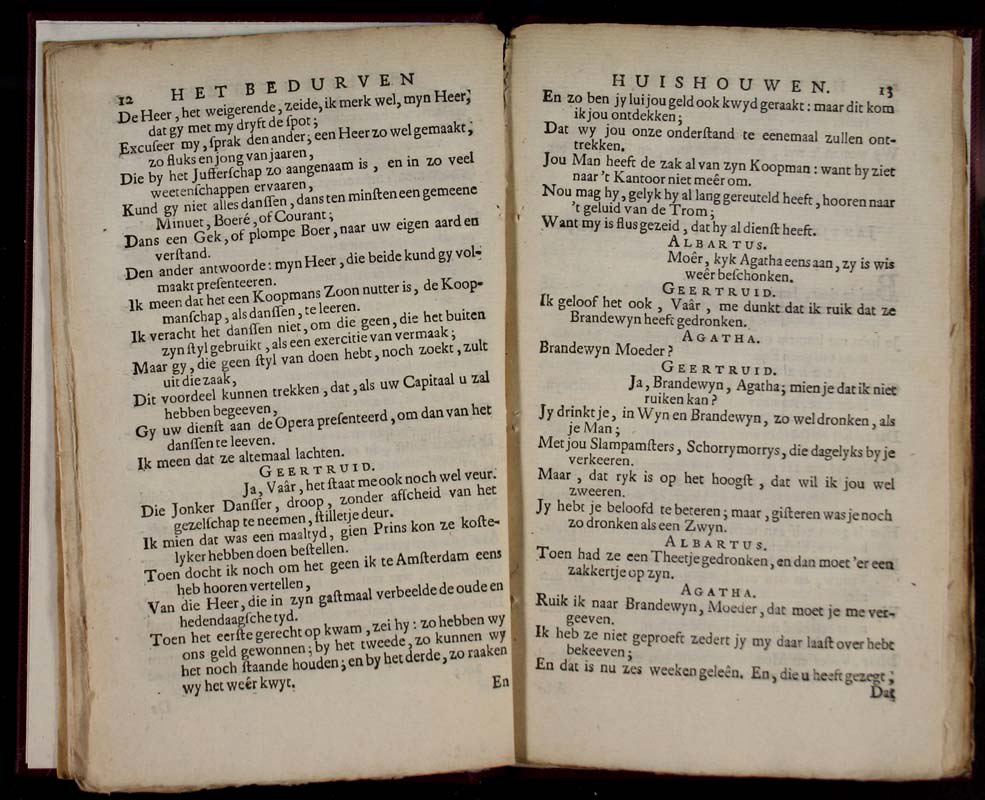 12 HET BEDURVEN
De Heer, het weigerende, zeide, ik merk wel, myn Heer,
dat gy met my dryft de ſpot;
Excuſeer my, ſprak den ander; een Heer zo wel gemaakt,
zo fluks en jong van jaaren,
Die by het Jufferſchap zo aangenaam is, en in zo veel
weetenſchappen ervaaren,
Kund gy niet alles danſſen, dans ten minſten een gemeene
Minuet, Boeré, of Courant;
Dans een Gek, of plompe Boer, naar uw eigen aard en
verſtand.
Den ander antwoorde: myn Heer, die beide kund gy vol-
maakt preſenteeren.
Ik meen dat het een Koopmans Zoon nutter is, de Koop-
manſchap, als danſſen, te leeren.
Ik veracht het danſſen niet, om die geen, die het buiten
zyn ſtyl gebruikt, als een exercitie van vermaak;
Maar gy, die geen ſtyl van doen hebt, noch zoekt, zult
uit die zaak,
Dit voordeel kunnen trekken, dat, als uw Capitaal u zal
hebben begeeven,
Gy uw dienſt aan de Opera preſenteerd, om dan van het
danſſen te leeven.
Ik meen dat ze altemaal lachten.
GEERTRUID.
Ja, Vaâr, het ſtaat me ook noch wel veur.
Die Jonker Danſſer, droop, zonder affcheid van het
gezelſchap te neemen, ſtilletje deur.
Ik mien dat was een maaltyd, gien Prins kon ze koſte-
lyker hebben doen beſtellen.
Toen docht ik noch om het geen ik te Amſterdam eens
heb hooren vertellen,
Van die Heer, die in zyn gaſtmaal verbeelde de oude en
hedendaagſche tyd.
Toen het eerſte gerecht op kwam, zei hy: zo hebben wy
ons geld gewonnen; by het tweede, zo kunnen wy
het noch ſtaande houden; en by het derde, zo raaken
wy het weêr kwyt.
En
HUISHOUWEN. 13
En zo ben jy lui jou geld ook kwyd geraakt: maar dit kom
ik jou ontdekken;
Dat wy jou onze onderſtand te eenemaal zullen ont-
trekken.
Jou Man heeft de zak al van zyn Koopman: want hy ziet
naar 't Kantoor niet meêr om.
Nou mag hy, gelyk hy al lang gereuteld heeft, hooren naar
't geluid van de Trom;
Want my is flus gezeid, dat hy al dienſt heeft.
ALBARTUS.
Moêr, kyk Agatha eens aan, zy is wis
weêr beſchonken.
GEERTRUID.
Ik geloof het ook, Vaâr, me dunkt dat ik ruik dat ze
Brandewyn heeft gedronken.
AGATHA.
Brandewyn Moeder?
GEERTRUID.
Ja, Brandewyn, Agatha; mien je dat ik niet
ruiken kan?
Jy drinkt je, in Wyn en Brandewyn, zo wel dronken, als
je Man;
Met jou Slampamſters, Schorrymorrys, die dagelyks by je
verkeeren.
Maar, dat ryk is op het hoogſt, dat wil ik jou wel
zweeren.
Jy hebt je beloofd te beteren; maar, giſteren was je noch
zo dronken als een Zwyn.
ALBARTUS.
Toen had ze een Theetje gedronken, en dan moet 'er een
zakkertje op zyn.
AGATHA.
Ruik ik naar Brandewyn, Moeder, dat moet je me ver-
geeven.
Ik heb ze niet geproeft zedert jy my daar laaſt over hebt
bekeeven;
En dat is nu zes weeken geleên. En, die u heeft gezegt,
Dat